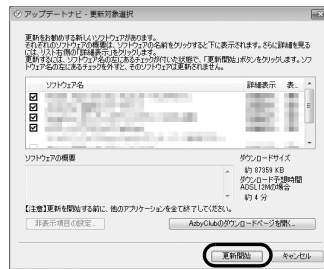 アップデートナビ - 更新対象選択
更新をお勧めする新しいソフトウェアがあります。
それぞれのソフトウェアの概要は、ソフトウェアの名前をクリックすると下に表示されます。さらに詳細を見る
には、リスト右側の「詳細表示」をクリックします。
更新するには、ソフトウェア名の左にあるチェックが付いた状態で、「更新開始」ボタンをクリックします。ソフ
トウェア名の左にあるチェックを外すと、そのソフトウェアは更新されません。
ソフトウェア名 詳細表示 表...
ソフトウェアの概要 ダウンロードサイズ
約 87359 KB
ダウンロード予想時間
ADSL12Mの場合
約 4 分
【注意】更新を開始する前に、他のアプリケーションを全て終了してください。
非表示項目の設定... AzbyClubのダウンロードページを開く...
更新開始 キャンセル